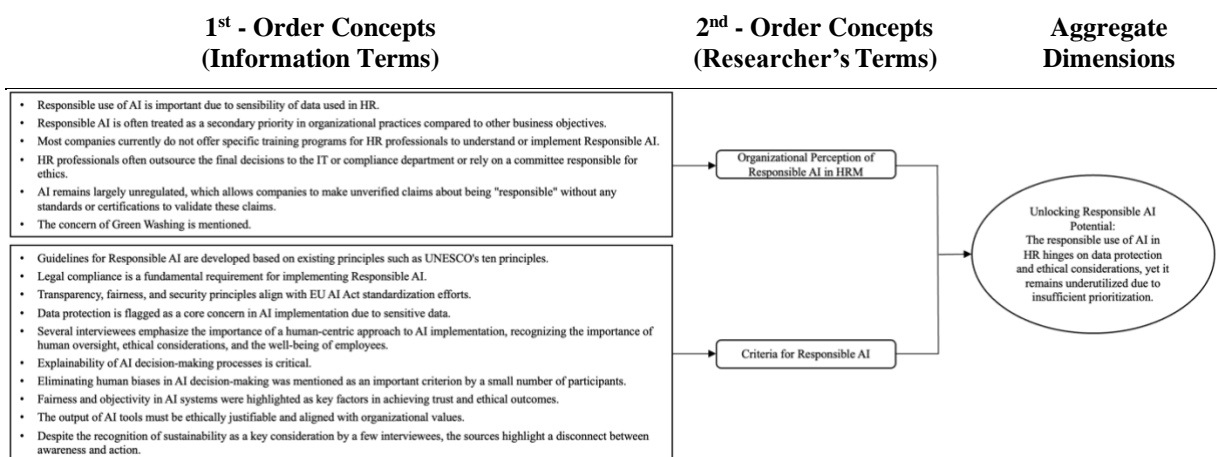 1st - Order Concepts
(Information Terms)
2nd - Order Concepts
(Researcher's Terms)
Aggregate
Dimensions
• Responsible use of AI is important due to sensibility of data used in HR.
• Responsible AI is often treated as a secondary priority in organizational practices compared to other business objectives.
• Most companies currently do not offer specific training programs for HR professionals to understand or implement Responsible AI.
• HR professionals often outsource the final decisions to the IT or compliance department or rely on a committee responsible for
ethics.
• AI remains largely unregulated, which allows companies to make unverified claims about being "responsible" without any
standards or certifications to validate these claims.
• The concern of Green Washing is mentioned.
Organizational Perception of
Responsible AI in HRM
• Guidelines for Responsible AI are developed based on existing principles such as UNESCO's ten principles.
• Legal compliance is a fundamental requirement for implementing Responsible AI.
• Transparency, fairness, and security principles align with EU AI Act standardization efforts.
• Data protection is flagged as a core concern in AI implementation due to sensitive data.
• Several interviewees emphasize the importance of a human-centric approach to AI implementation, recognizing the importance of
human oversight, ethical considerations, and the well-being of employees.
• Explainability of AI decision-making processes is critical.
• Eliminating human biases in AI decision-making was mentioned as an important criterion by a small number of participants.
• Fairness and objectivity in AI systems were highlighted as key factors in achieving trust and ethical outcomes.
• The output of AI tools must be ethically justifiable and aligned with organizational values.
• Despite the recognition of sustainability as a key consideration by a few interviewees, the sources highlight a disconnect between
awareness and action.
Criteria for Responsible AI
Unlocking Responsible AI
Potential:
The responsible use of AI in
HR hinges on data protection
and ethical considerations, yet it
remains underutilized due to
insufficient prioritization.